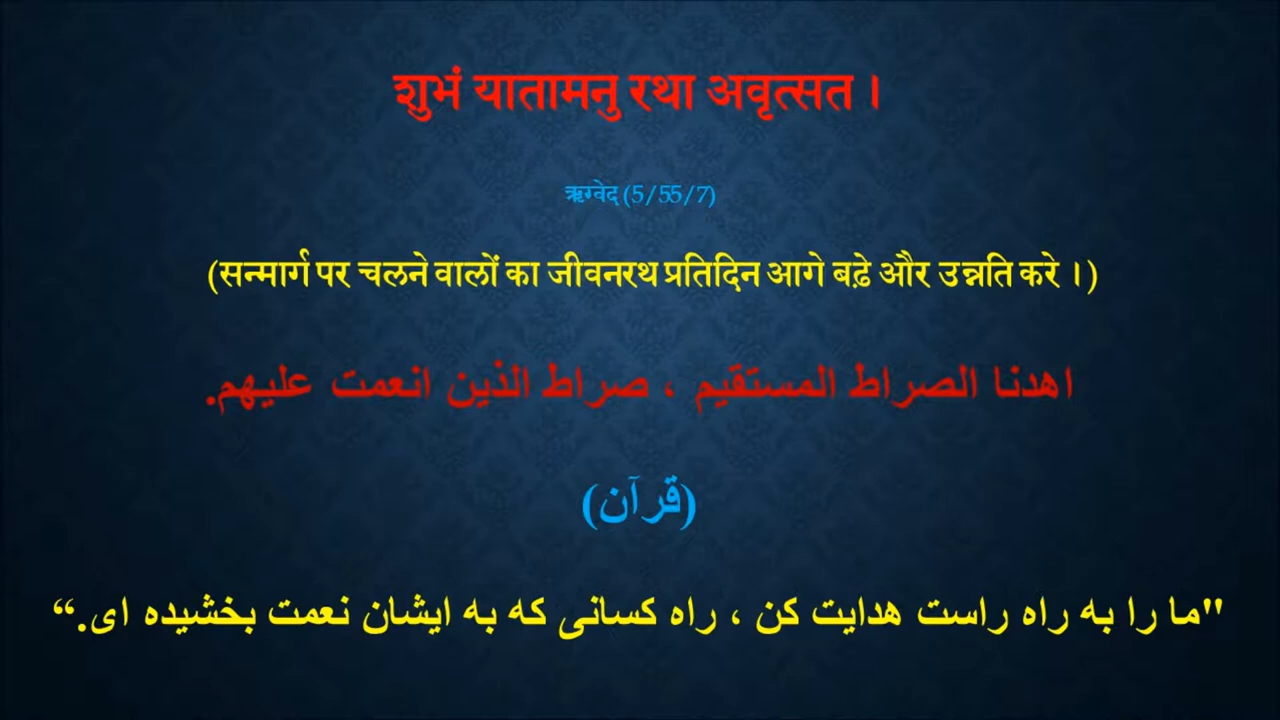 शुभं यातामनु रथा अवृत्सत ।
ऋग्वेद (5/55/7)
(सन्मार्ग पर चलने वालों का जीवनरथ प्रतिदिन आगे बढ़े और उन्नति करे ।)
اهدنا الصراط المستقیم ، صراط الذین انعمت علیهم.
(قرآن)
"ما را به راه راست هدایت کن ، راه کسانی که به ایشان نعمت بخشیده ای.“